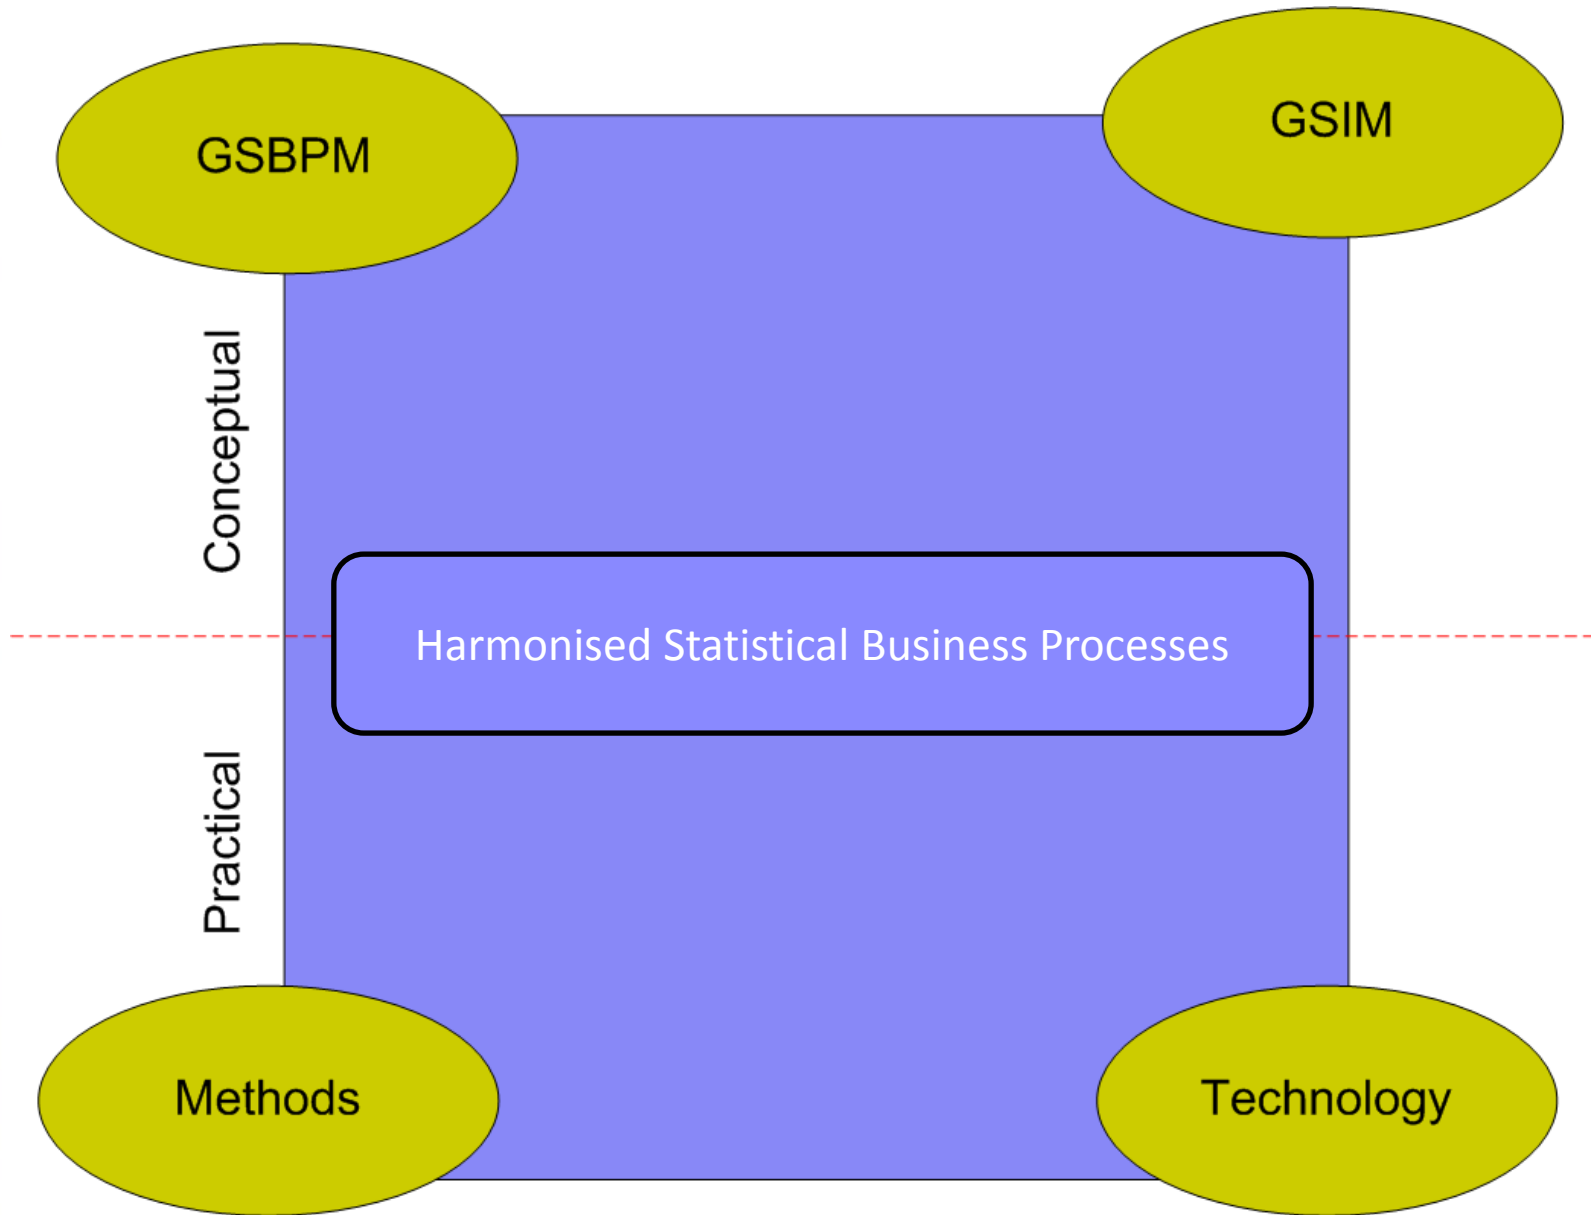 GSBPM
GSIM
Conceptual
Harmonised Statistical Business Processes
Practical
Methods
Technology